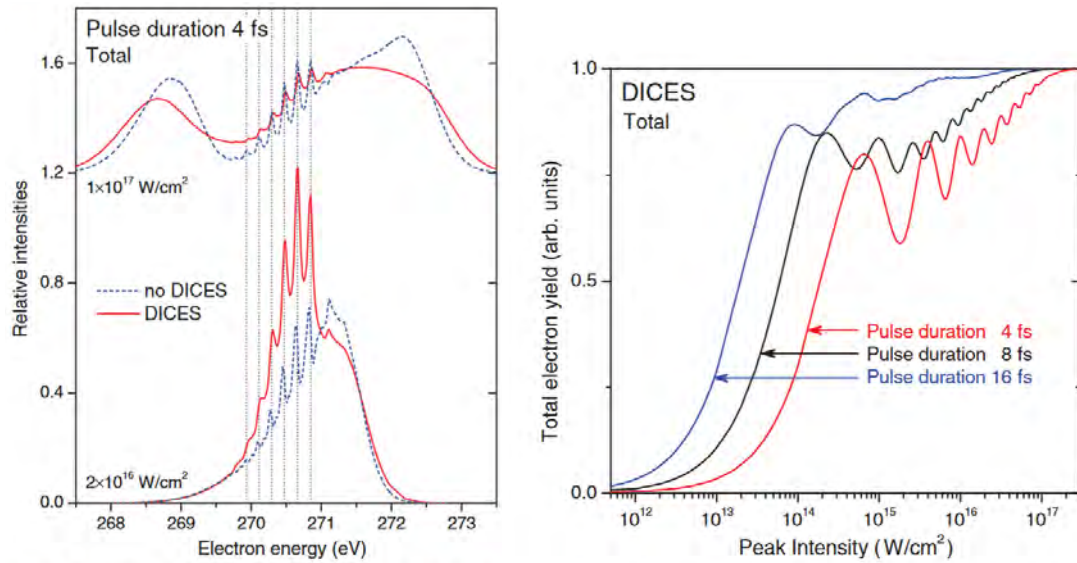 Pulse duration 4 fs
Total
1.6
1.2
0.8
0.4
0.0
Relative intensities
1×10¹⁷ W/cm²
no DICES
DICES
2×10¹⁶ W/cm²
268
269
270
271
272
273
Electron energy (eV)
DICES
Total
1.0
0.5
0.0
Total electron yield (arb. units)
Pulse duration 4 fs
Pulse duration 8 fs
Pulse duration 16 fs
10¹²
10¹³
10¹⁴
10¹⁵
10¹⁶
10¹⁷
Peak Intensity (W/cm²)